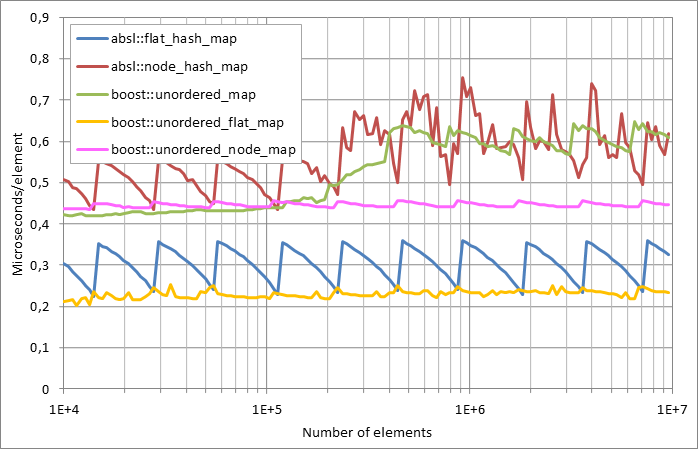 0,9
0,8
0,7
0,6
0,5
0,4
0,3
0,2
0,1
0
Microseconds/element
absl::flat_hash_map
absl::node_hash_map
boost::unordered_map
boost::unordered_flat_map
boost::unordered_node_map
1E+4 1E+5 1E+6 1E+7
Number of elements